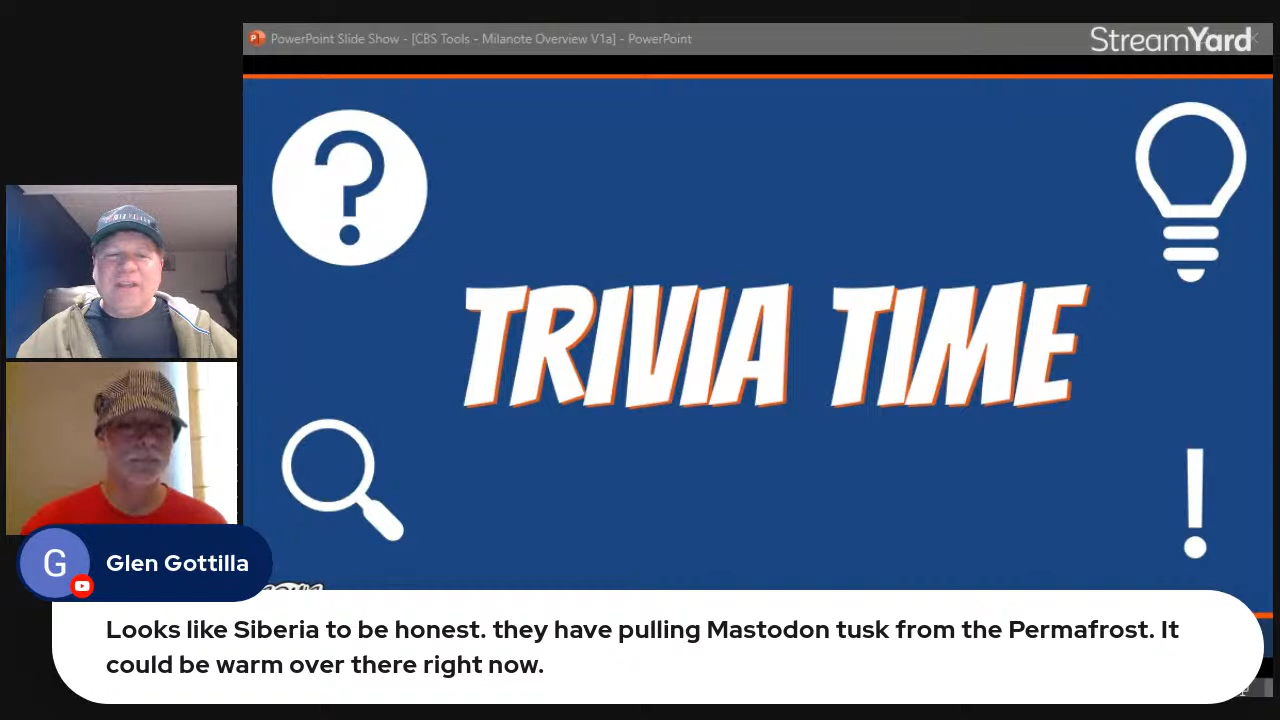 PowerPoint Slide Show - [CBS Tools - Milanote Overview V1a] - PowerPoint
StreamYard
TRIVIA TIME
G
Glen Gottilla
Looks like Siberia to be honest. they have pulling Mastodon tusk from the Permafrost. It
could be warm over there right now.